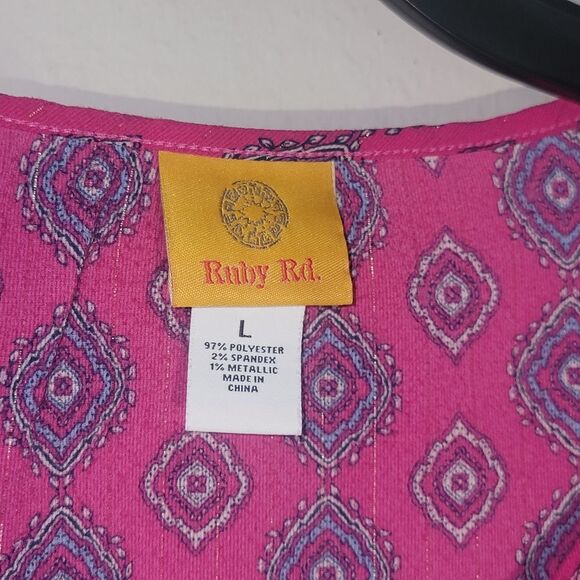 Ruby Rd.
L
97% POLYESTER
2% SPANDEX
1% METALLIC
MADE IN
CHINA